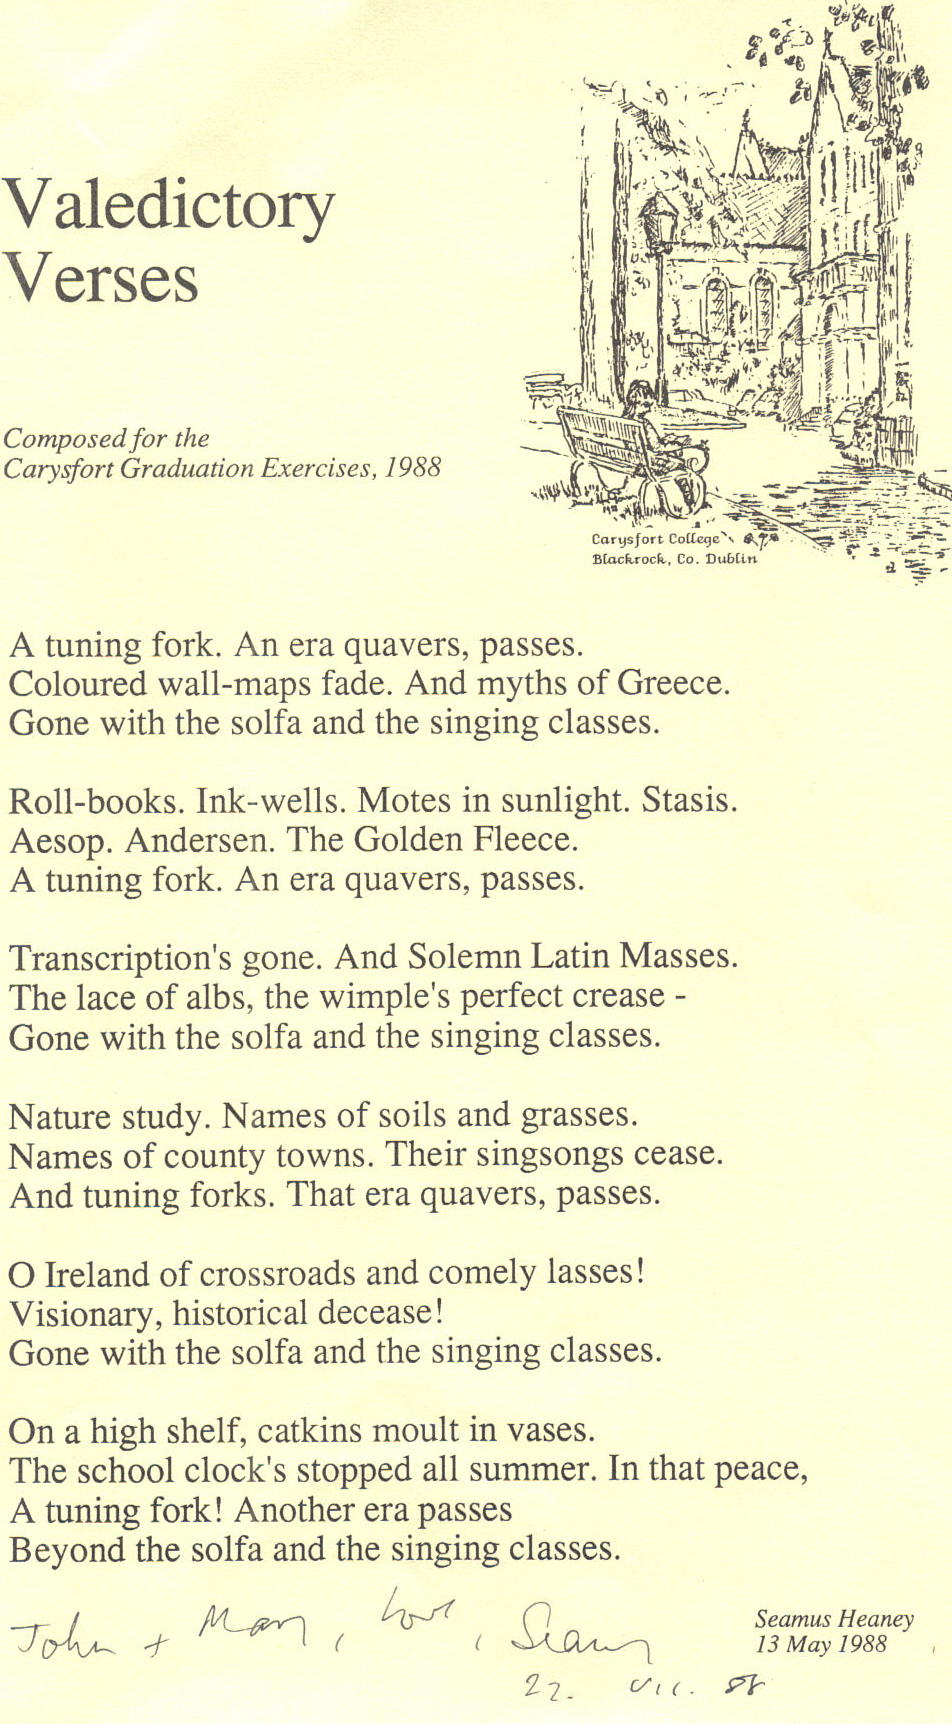 Valedictory
Verses
Composed for the
Carysfort Graduation Exercises, 1988
Carysfort College
Blackrock, Co. Dublin
A tuning fork. An era quavers, passes.
Coloured wall-maps fade. And myths of Greece.
Gone with the solfa and the singing classes.
Roll-books. Ink-wells. Motes in sunlight. Stasis.
Aesop. Andersen. The Golden Fleece.
A tuning fork. An era quavers, passes.
Transcription's gone. And Solemn Latin Masses.
The lace of albs, the wimple's perfect crease -
Gone with the solfa and the singing classes.
Nature study. Names of soils and grasses.
Names of county towns. Their singsongs cease.
And tuning forks. That era quavers, passes.
O Ireland of crossroads and comely lasses!
Visionary, historical decease!
Gone with the solfa and the singing classes.
On a high shelf, catkins moult in vases.
The school clock's stopped all summer. In that peace,
A tuning fork! Another era passes
Beyond the solfa and the singing classes.
Seamus Heaney
13 May 1988
John + Mary, love, Seamus
22. vii. 88